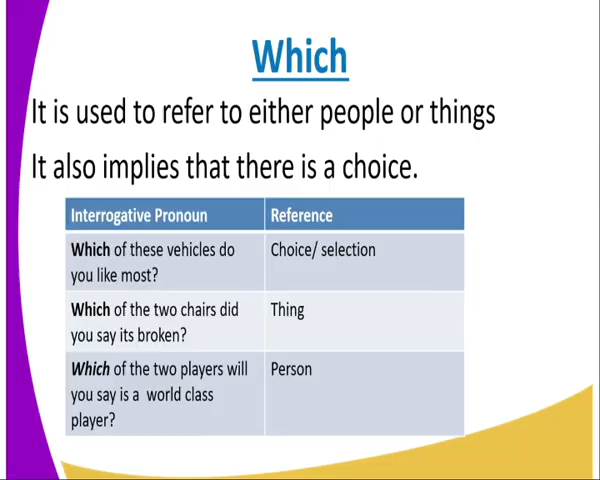 Which
It is used to refer to either people or things
It also implies that there is a choice.
Interrogative Pronoun Reference
Which of these vehicles do Choice/ selection
you like most?
Which of the two chairs did Thing
you say its broken?
Which of the two players will Person
you say is a world class
player?